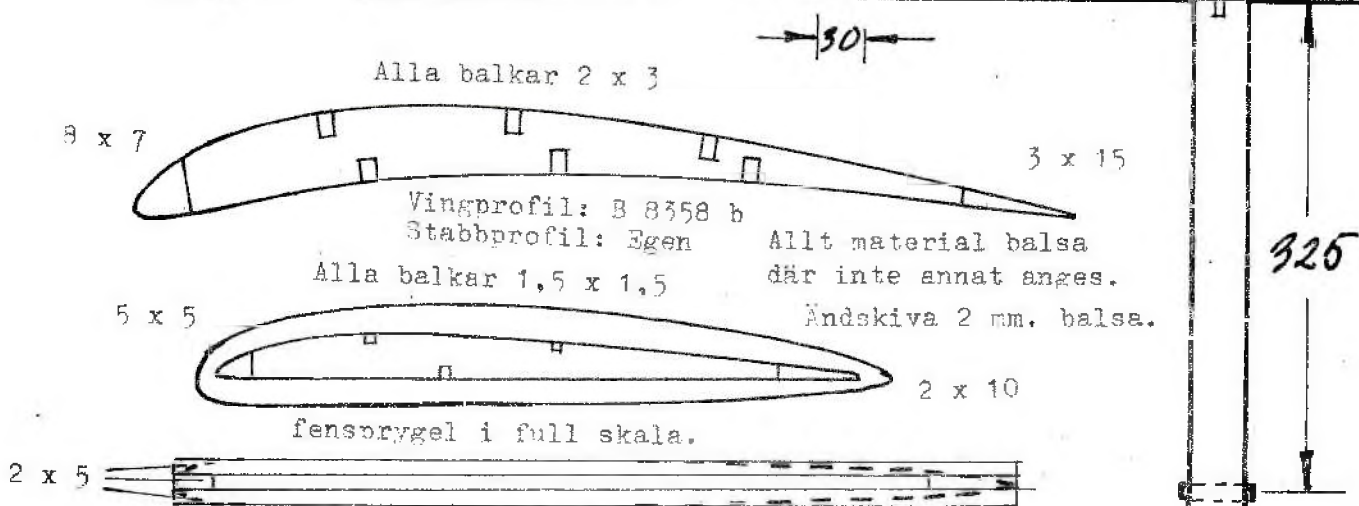 30
Alla balkar 2 x 3
8 x 7
3 x 15
Vingprofil: B 8358 b
Stabbprofil: Egen
Allt material balsa
där inte annat anges.
325
Alla balkar 1,5 x 1,5
5 x 5
Ändskiva 2 mm. balsa.
2 x 10
fensprygel i full skala.
2 x 5